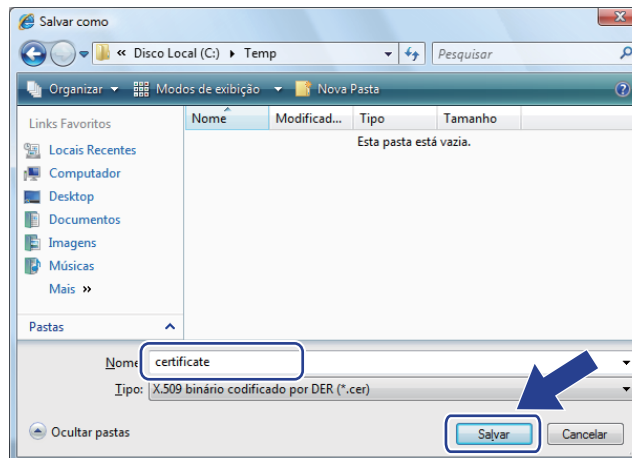 Salvar como
« Disco Local (C:) ▸ Temp Pesquisar
Organizar Modos de exibição Nova Pasta ?
Links Favoritos Nome Modificad... Tipo Tamanho
Esta pasta está vazia.
Locais Recentes
Computador
Desktop
Documentos
Imagens
Músicas
Mais »
Pastas
Nome certificate
Tipo: X.509 binário codificado por DER (*.cer)
Ocultar pastas Salvar Cancelar